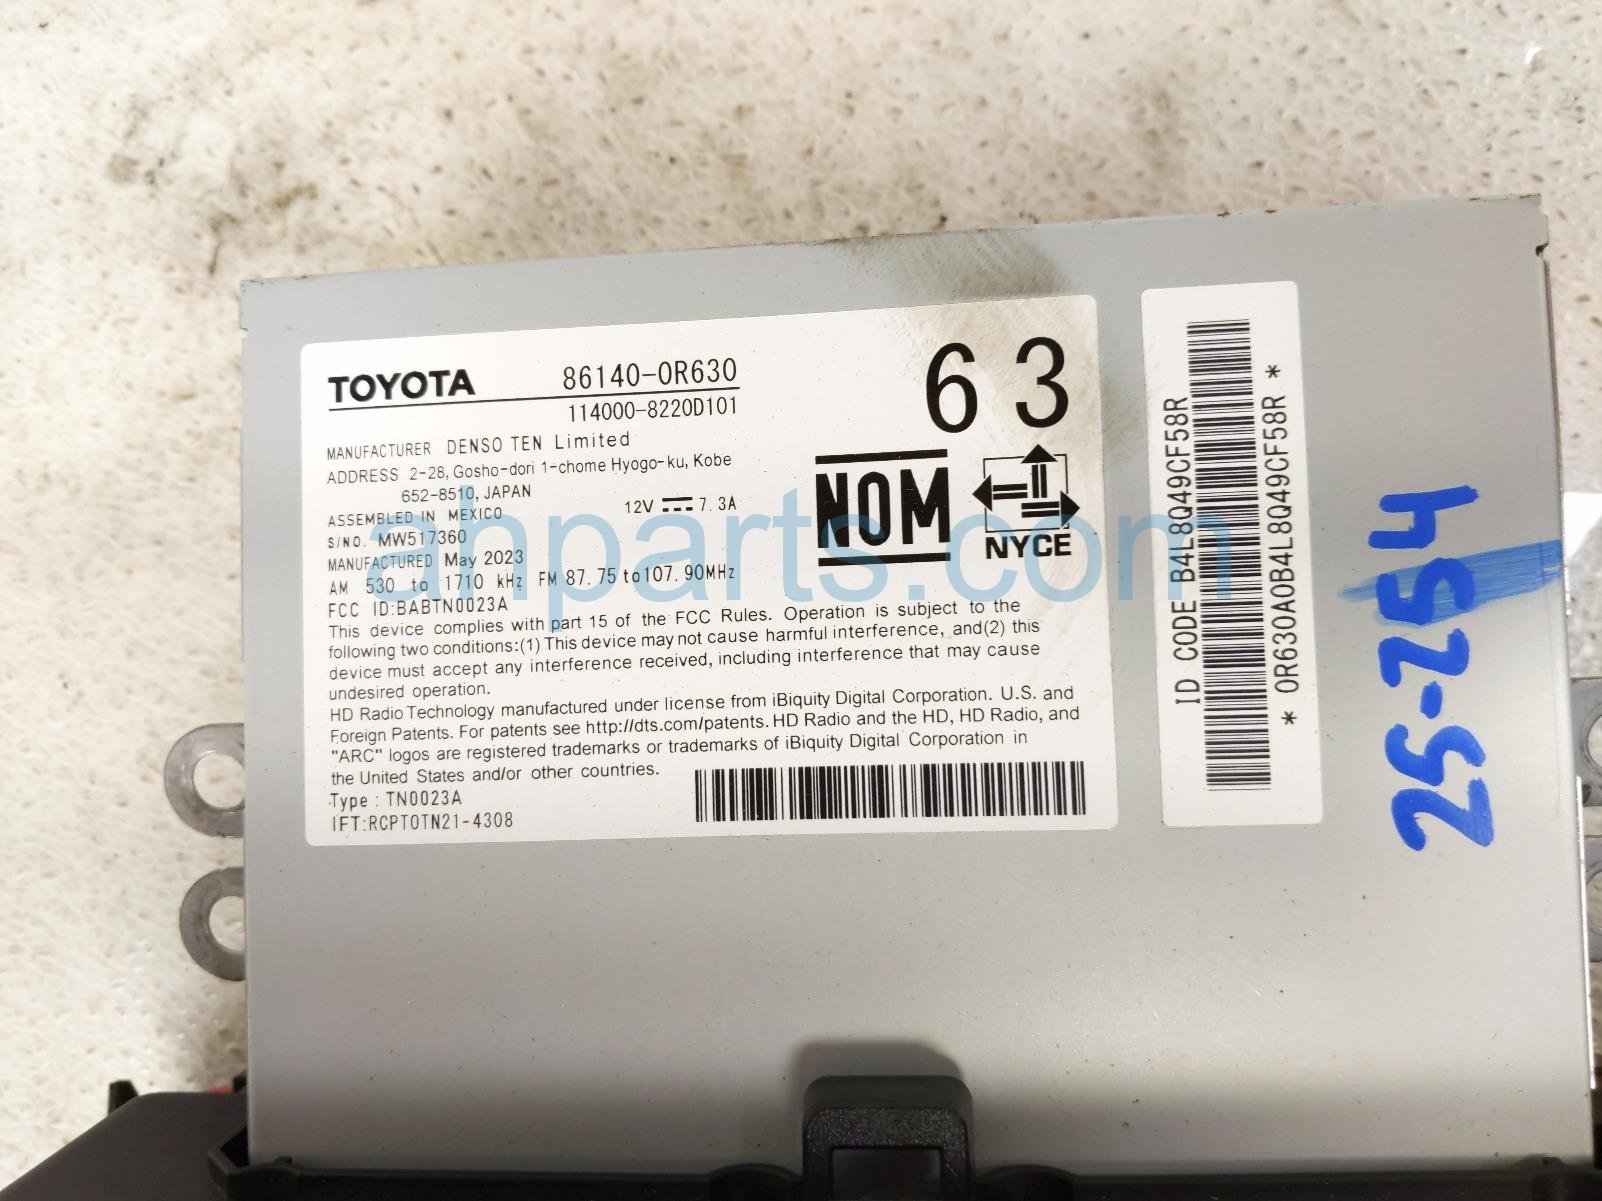 TOYOTA 86140-0R630
114000-8220D101
MANUFACTURER DENSO TEN Limited
ADDRESS 2-28, Gosho-dori 1-chome Hyogo-ku, Kobe
652-8510, JAPAN
ASSEMBLED IN MEXICO 12V 7.3A
S/NO. MW517360
MANUFACTURED May 2023
AM 530 to 1710 kHz FM 87.75 to 107.90MHz
FCC ID:BABTN0023A
This device complies with part 15 of the FCC Rules. Operation is subject to the
following two conditions:(1) This device may not cause harmful interference, and(2) this
device must accept any interference received, including interference that may cause
undesired operation.
HD Radio Technology manufactured under license from iBiquity Digital Corporation. U.S. and
Foreign Patents. For patents see http://dts.com/patents. HD Radio and the HD, HD Radio, and
"ARC" logos are registered trademarks or trademarks of iBiquity Digital Corporation in
the United States and/or other countries.
Type : TN0023A
IFT:RCPTOTN21-4308
63
NOM
NYCE
ID CODE B4L8Q49CF58R
* 0R630A0B4L8Q49CF58R *
25-254
ahparts.com